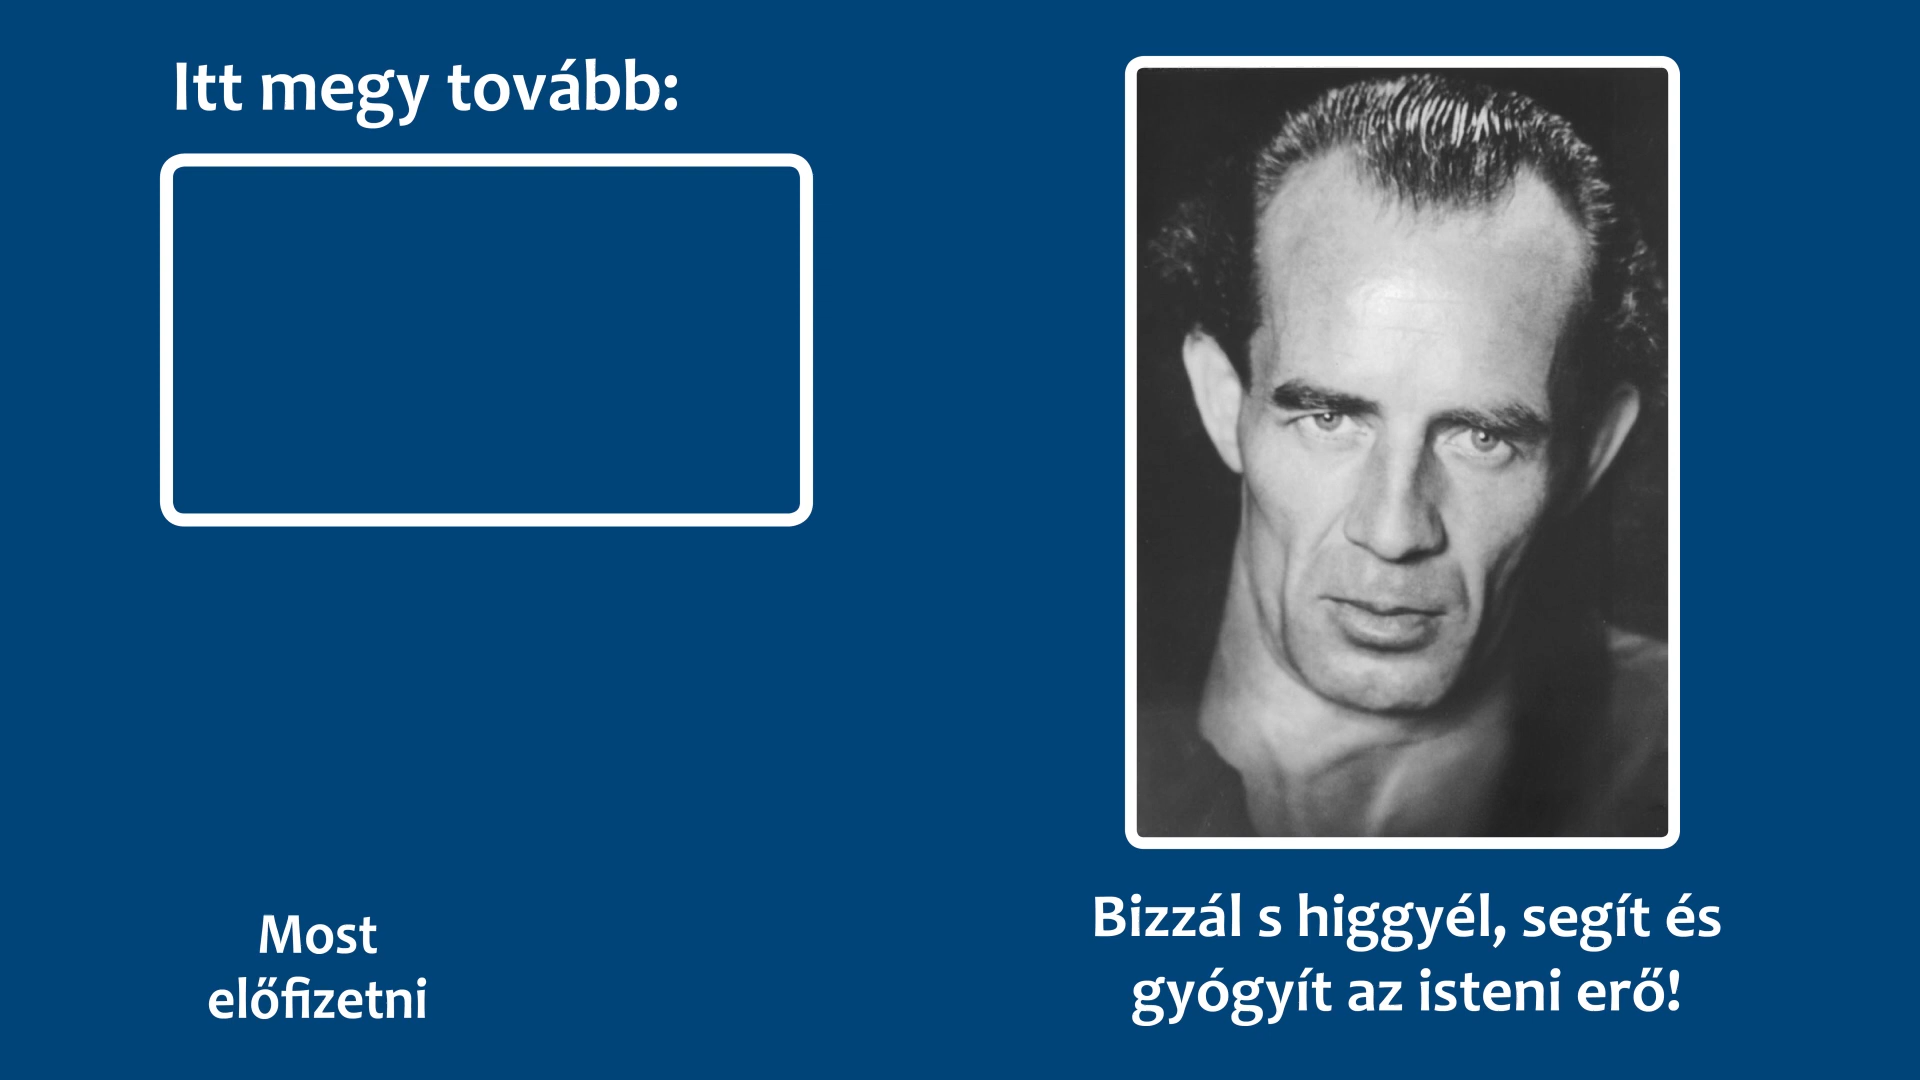 Itt megy tovább:
Most
előfizetni
Bizzál s higgyél, segít és
gyógyít az isteni erő!